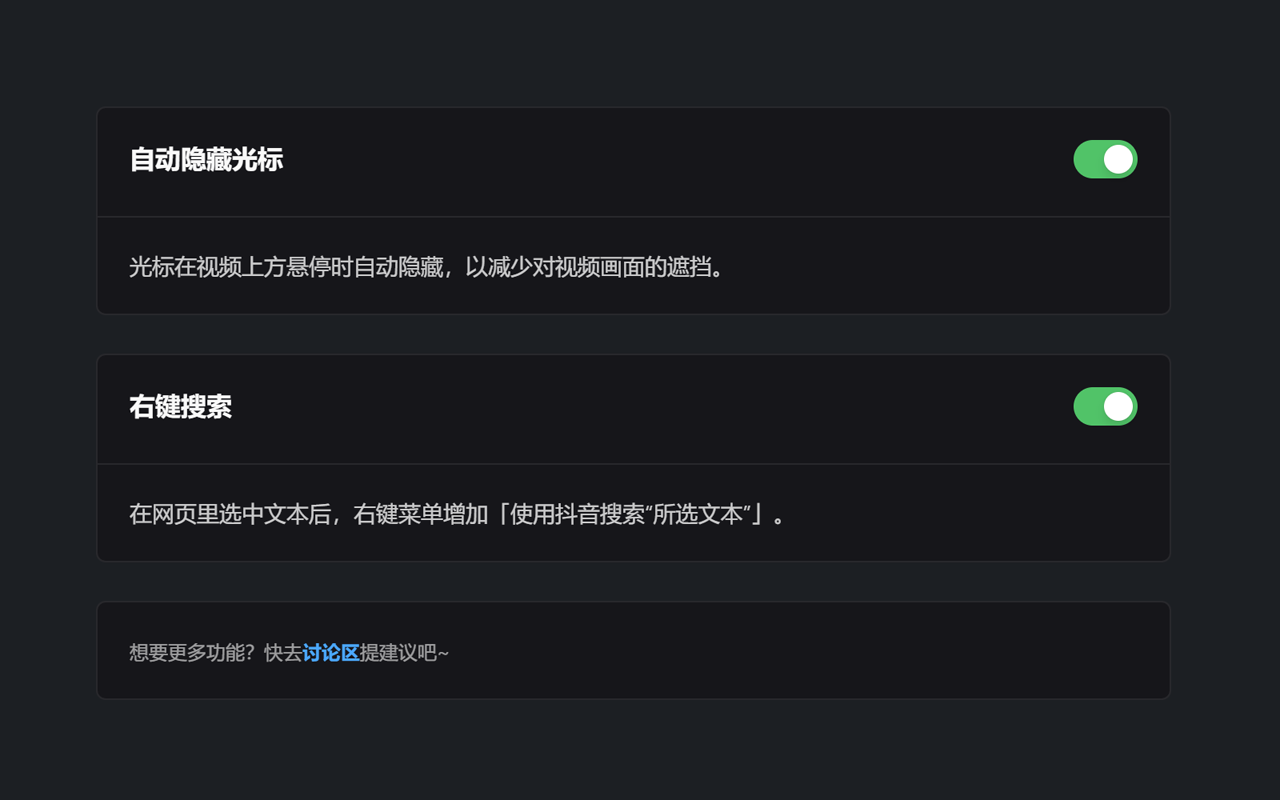 自动隐藏光标
光标在视频上方悬停时自动隐藏，以减少对视频画面的遮挡。
右键搜索
在网页里选中文本后，右键菜单增加「使用抖音搜索“所选文本”」。
想要更多功能？快去讨论区提建议吧~